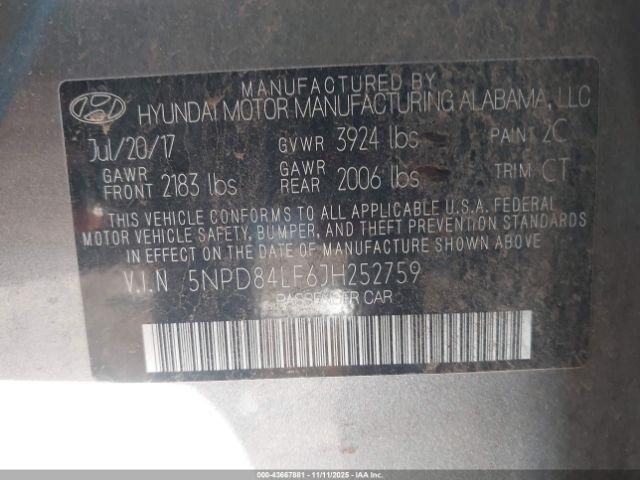 MANUFACTURED BY
HYUNDAI MOTOR MANUFACTURING ALABAMA, LLC
Jul/20/17 GVWR 3924 lbs PAINT 2C
GAWR FRONT 2183 lbs GAWR REAR 2006 lbs TRIM CT
THIS VEHICLE CONFORMS TO ALL APPLICABLE U.S.A. FEDERAL
MOTOR VEHICLE SAFETY, BUMPER, AND THEFT PREVENTION STANDARDS
IN EFFECT ON THE DATE OF MANUFACTURE SHOWN ABOVE.
V.I.N 5NPD84LF6JH252759
PASSENGER CAR
000-43667881 - 11/11/2025 - IAA Inc.